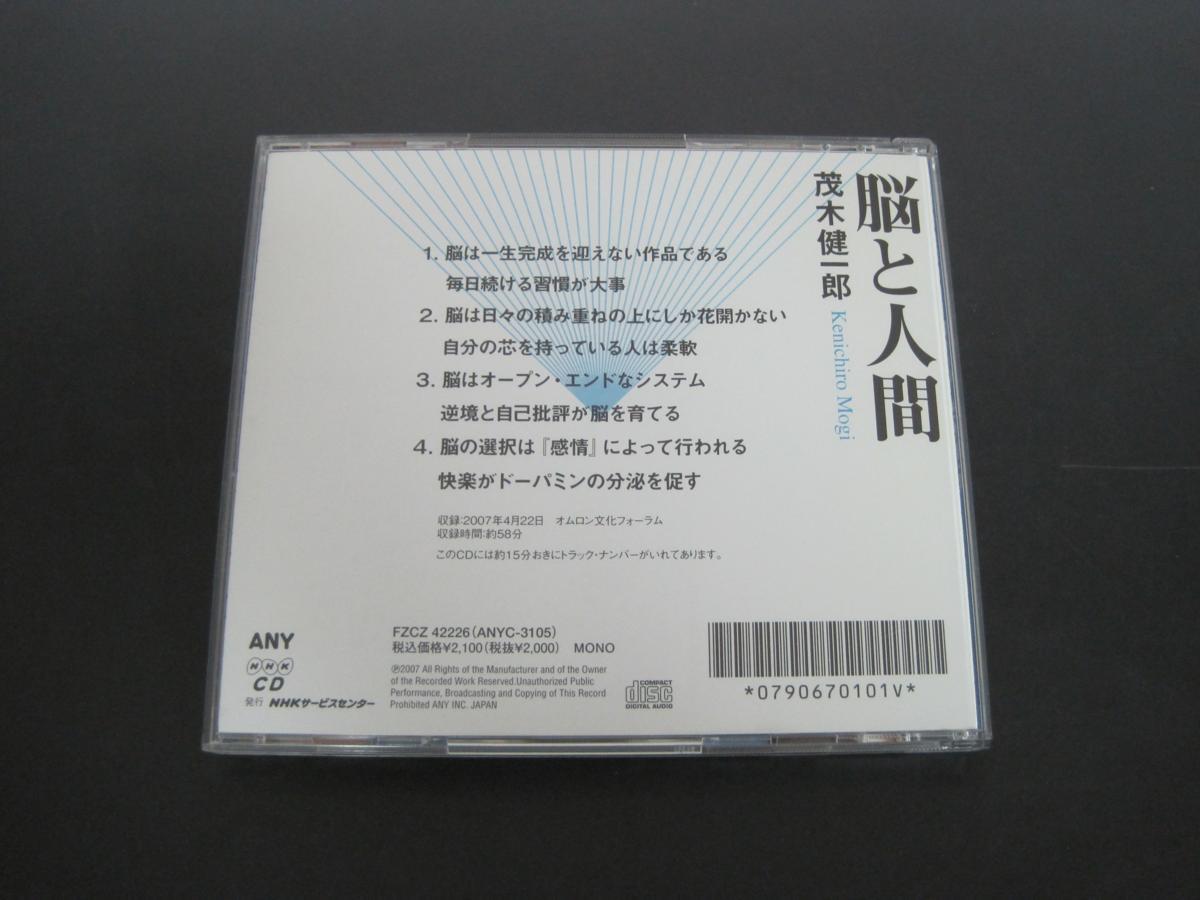 脳と人間
茂木健一郎
Kenichiro Mogi
1. 脳は一生完成を迎えない作品である
毎日続ける習慣が大事
2. 脳は日々の積み重ねの上にしか花開かない
自分の芯を持っている人は柔軟
3. 脳はオープン・エンドなシステム
逆境と自己批評が脳を育てる
4. 脳の選択は『感情』によって行われる
快楽がドーパミンの分泌を促す
収録:2007年4月22日 オムロン文化フォーラム
収録時間:約58分
このCDには約15分おきにトラック・ナンバーがいれてあります。
ANY
NHK
CD
発行 NHKサービスセンター
FZCZ 42226(ANYC-3105)
税込価格¥2,100(税抜¥2,000) MONO
℗2007 All Rights of the Manufacturer and of the Owner
of the Recorded Work Reserved.Unauthorized Public
Performance, Broadcasting and Copying of This Record
Prohibited ANY INC. JAPAN
COMPACT
disc
DIGITAL AUDIO
*0790670101V*